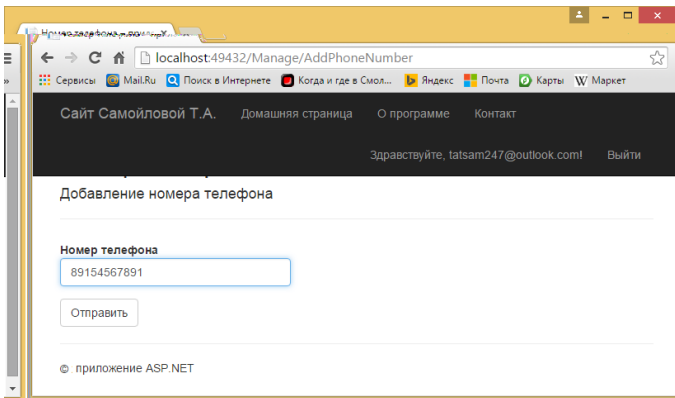 localhost:49432/Manage/AddPhoneNumber
Сервисы Mail.Ru Поиск в Интернете Когда и где в Смол... Яндекс Почта Карты W Маркет
Сайт Самойловой Т.А. Домашняя страница О программе Контакт
Здравствуйте, tatsam247@outlook.com! Выйти
Добавление номера телефона
Номер телефона
89154567891
Отправить
© приложение ASP.NET